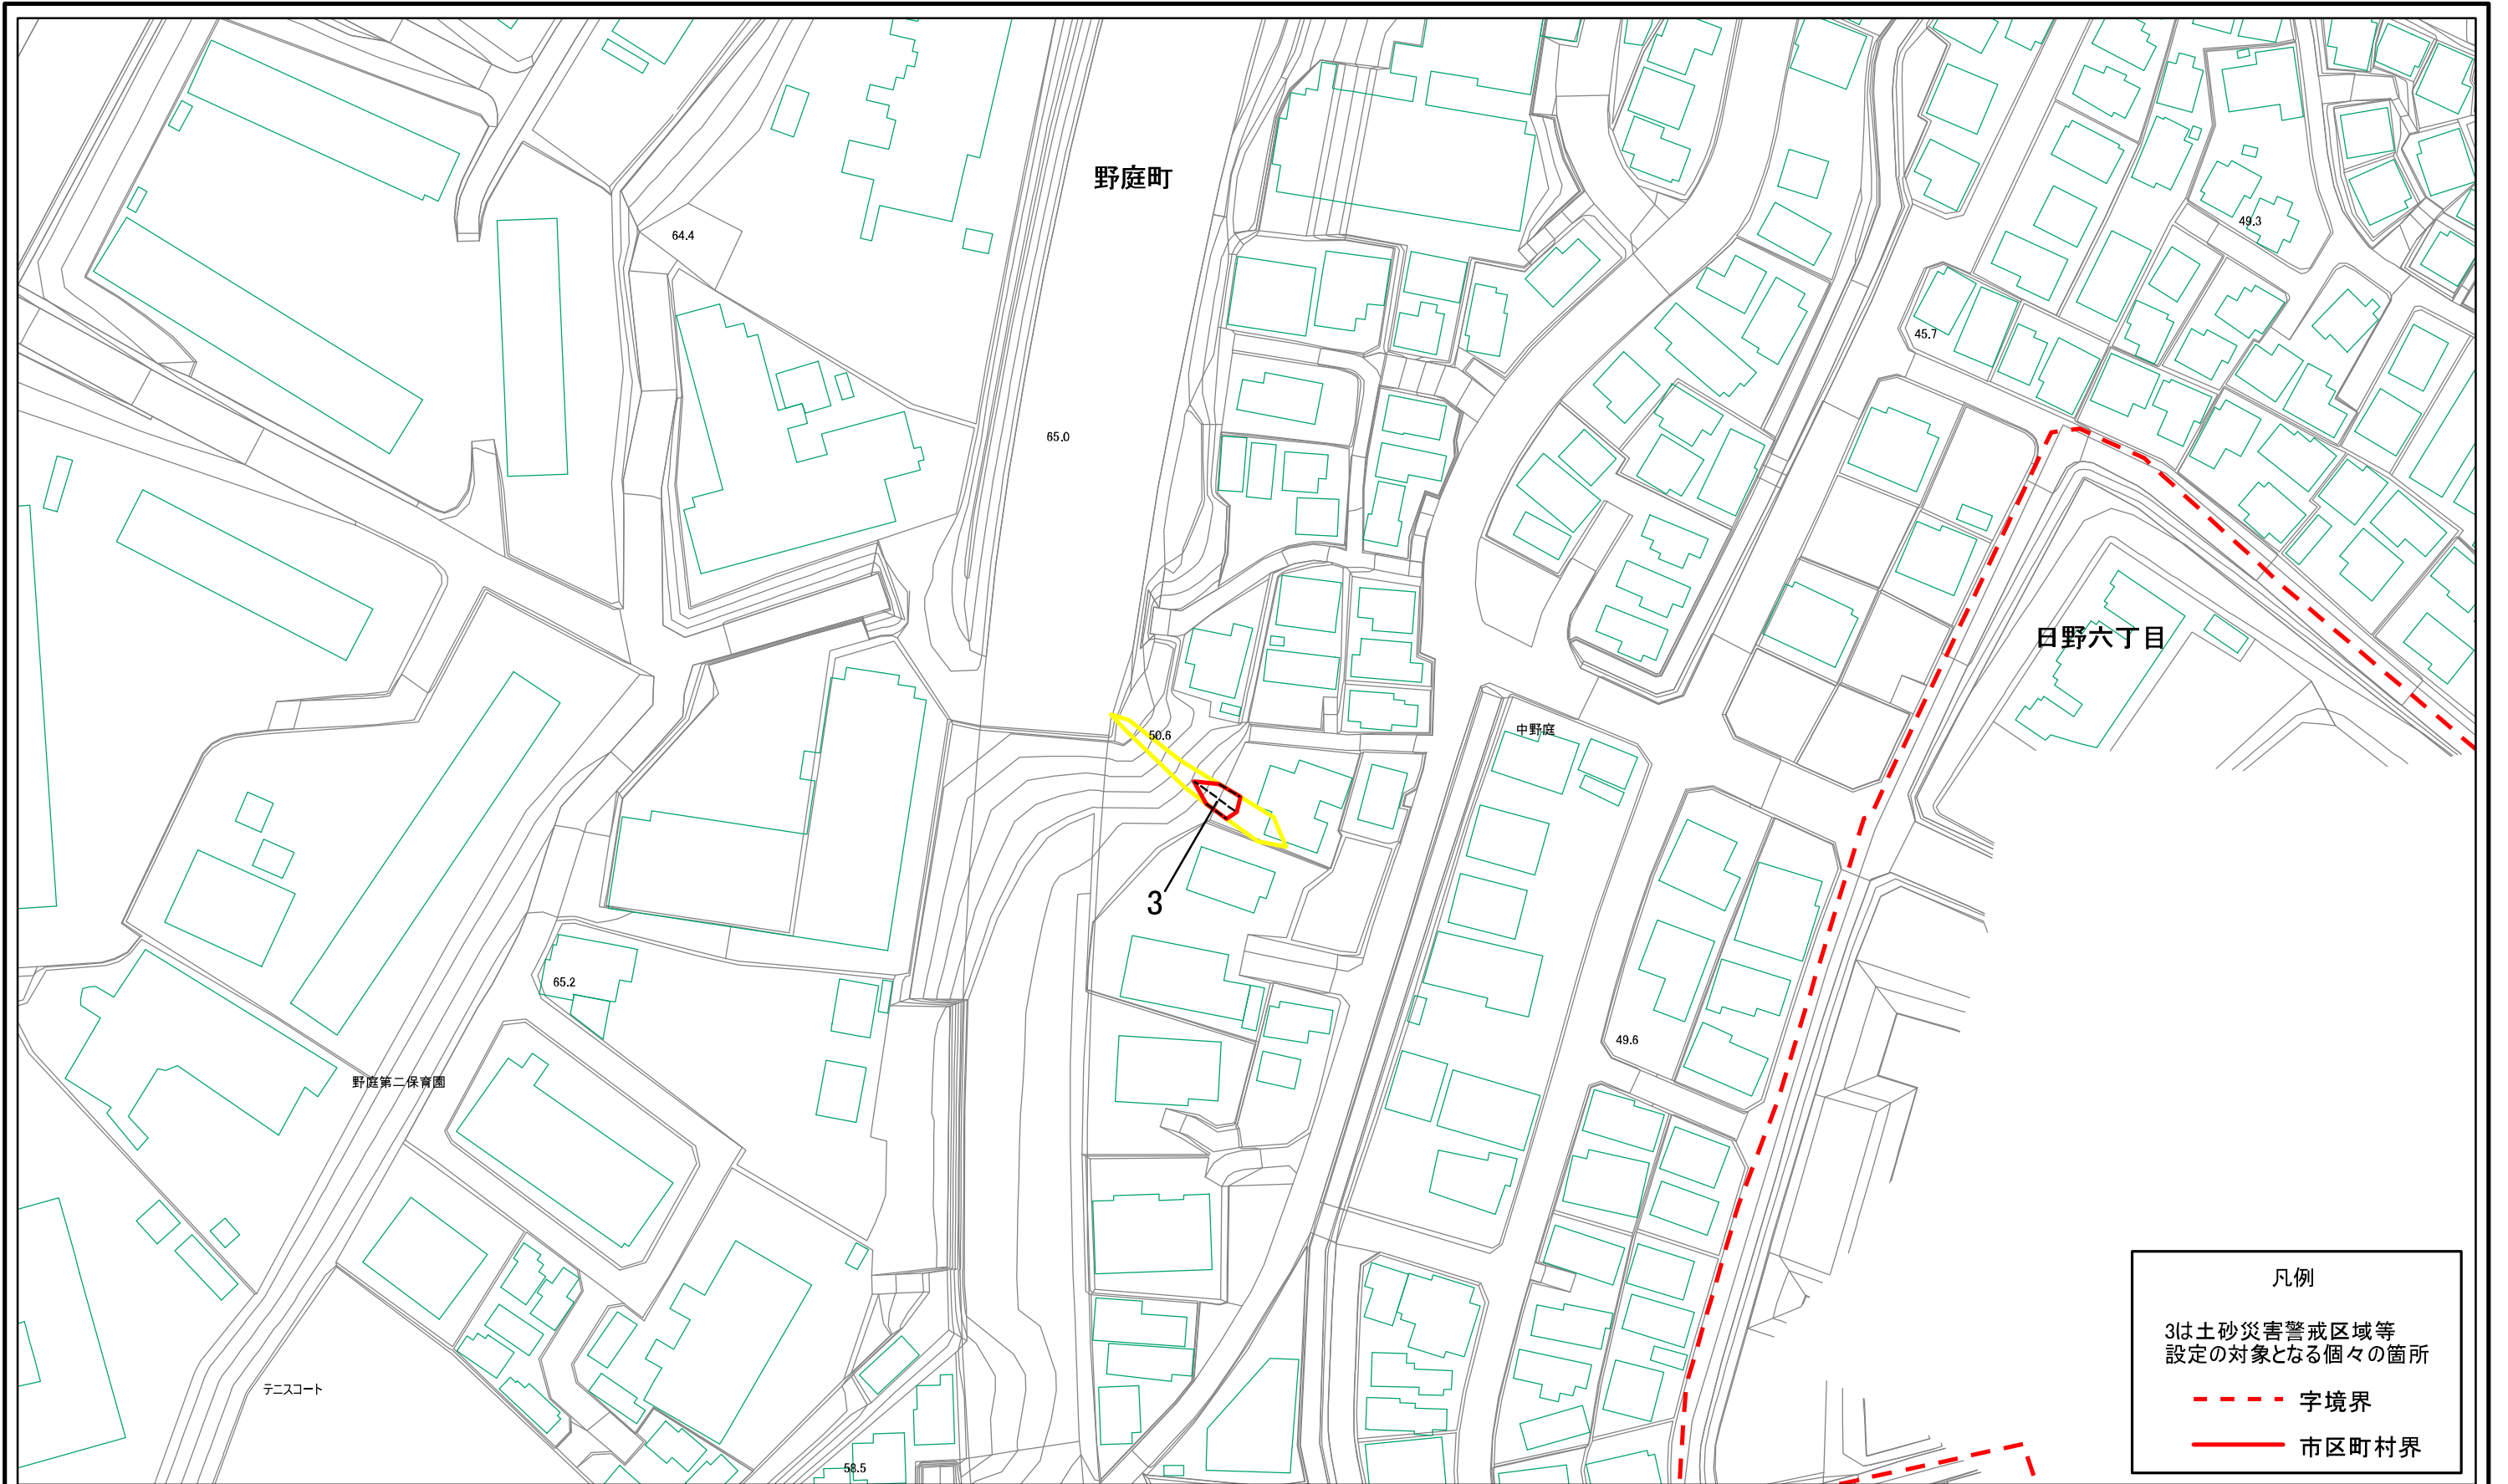 野庭町
64.4
49.3
45.7
65.0
日野六丁目
中野庭
50.6
3
65.2
49.6
野庭第二保育園
テニスコート
58.5
凡例
3は土砂災害警戒区域等
設定の対象となる個々の箇所
字境界
市区町村界